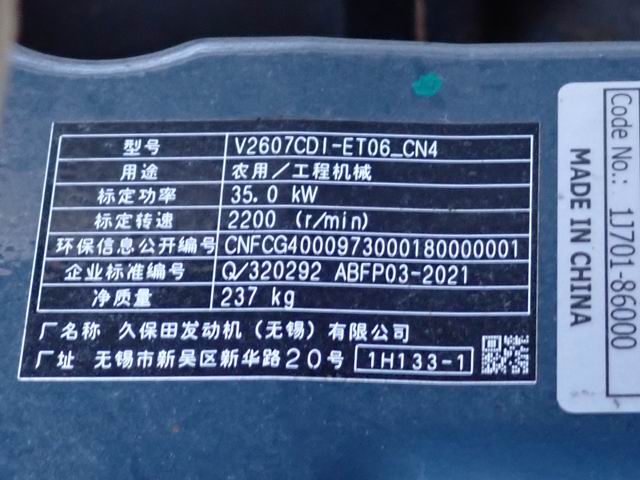 型号 V2607CDI-ET06_CN4
用途 农用／工程机械
标定功率 35.0 kW
标定转速 2200 (r/min)
环保信息公开编号 CNFCG4000973000180000001
企业标准编号 Q/320292 ABFP03-2021
净质量 237 kg
厂名称 久保田发动机（无锡）有限公司
厂址 无锡市新吴区新华路20号 1H133-1
Code No.: 1J701-86000
MADE IN CHINA